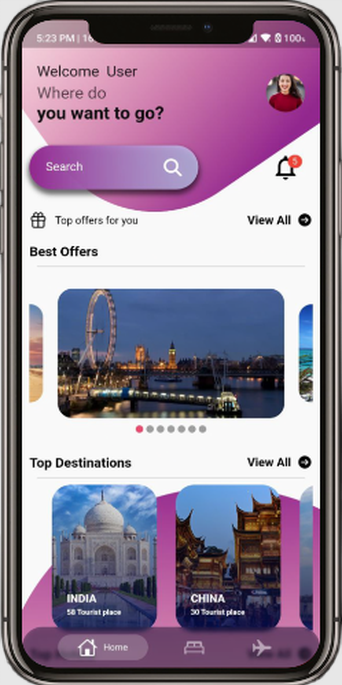 5:23 PM | 16
100%
Welcome User
Where do
you want to go?
Search
5
Top offers for you
View All
Best Offers
Top Destinations
View All
INDIA
58 Tourist place
CHINA
30 Tourist place
Home